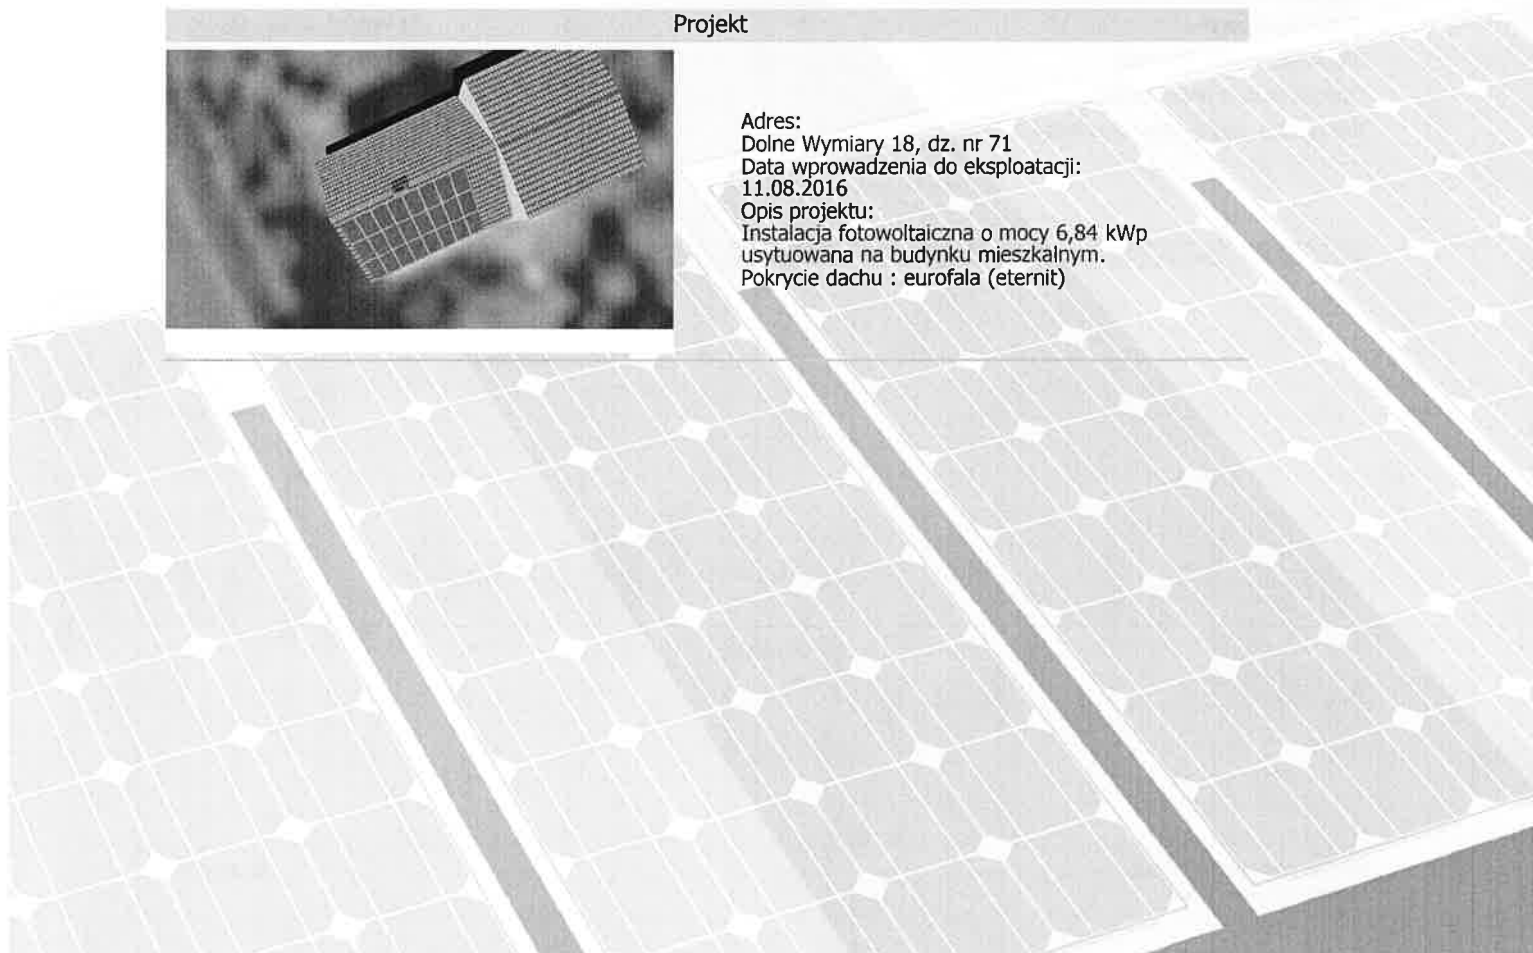 Projekt
Adres:
Dolne Wymiary 18, dz. nr 71
Data wprowadzenia do eksploatacji:
11.08.2016
Opis projektu:
Instalacja fotowoltaiczna o mocy 6,84 kWp
usytuowana na budynku mieszkalnym.
Pokrycie dachu : eurofala (eternit)